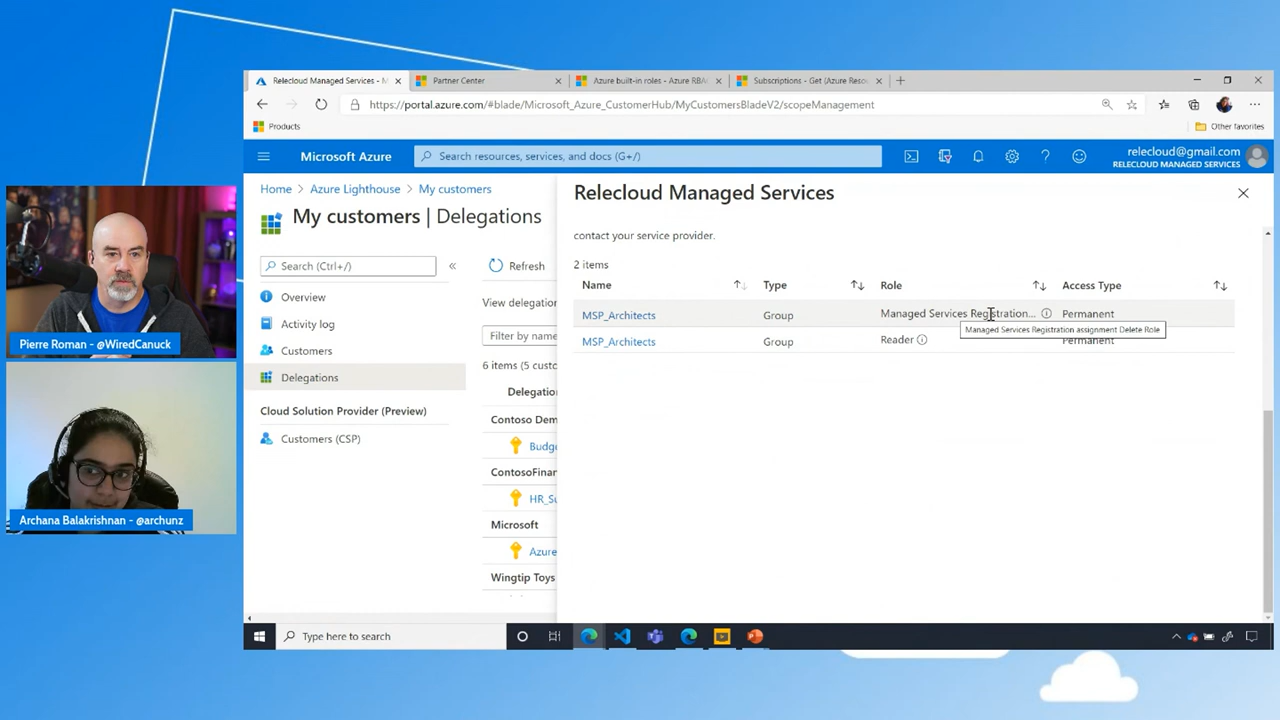 Relecloud Managed Services - M
Partner Center
Azure built-in roles - Azure RBA
Subscriptions - Get (Azure Reso
https://portal.azure.com/#blade/Microsoft_Azure_CustomerHub/MyCustomersBladeV2/scopeManagement
Products
Other favorites
Microsoft Azure
Search resources, services, and docs (G+/)
relecloud@gmail.com
RELECLOUD MANAGED SERVICES
Home > Azure Lighthouse > My customers
My customers | Delegations
Search (Ctrl+/)
«
Overview
Activity log
Customers
Delegations
Cloud Solution Provider (Preview)
Customers (CSP)
Refresh
View delegation
Filter by name
6 items (5 custo
Delegation
Contoso Dem
Budge
ContosoFinan
HR_Su
Microsoft
Azure
Wingtip Toys
Relecloud Managed Services
contact your service provider.
2 items
Name Type Role Access Type
MSP_Architects Group Managed Services Registration... Permanent
Managed Services Registration assignment Delete Role
MSP_Architects Group Reader Permanent
Type here to search
Pierre Roman - @WiredCanuck
Archana Balakrishnan - @archunz